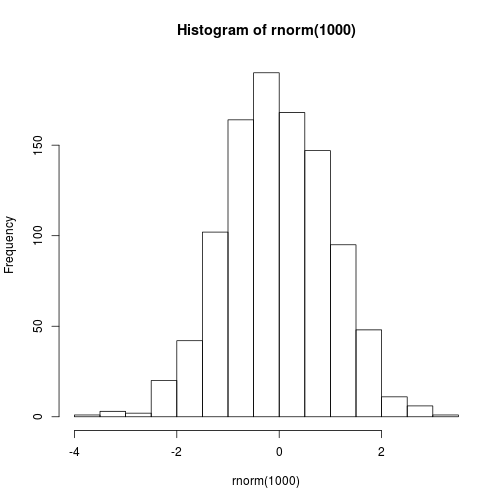 Histogram of rnorm(1000)
150
100
50
0
Frequency
-4 -2 0 2
rnorm(1000)